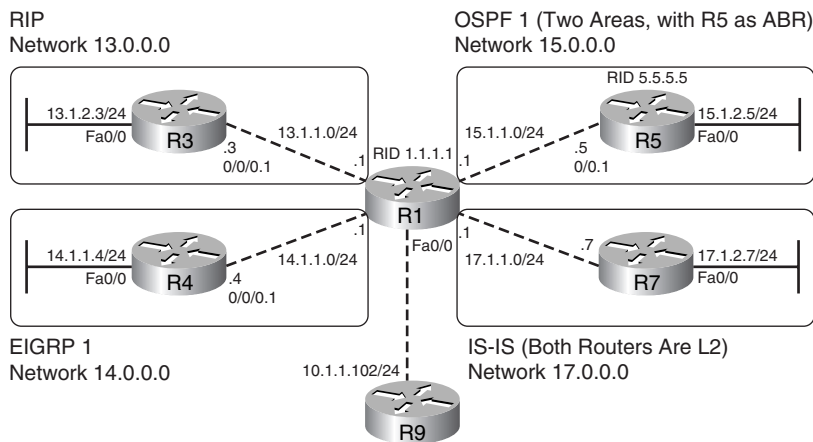 RIP
Network 13.0.0.0
OSPF 1 (Two Areas, with R5 as ABR)
Network 15.0.0.0
13.1.2.3/24
Fa0/0
R3
.3
0/0/0.1
13.1.1.0/24
.1
RID 1.1.1.1
R1
Fa0/0
RID 5.5.5.5
15.1.1.0/24
.1
.5
0/0.1
R5
15.1.2.5/24
Fa0/0
14.1.1.4/24
Fa0/0
R4
.4
0/0/0.1
14.1.1.0/24
.1
17.1.1.0/24
.1
.7
R7
17.1.2.7/24
Fa0/0
EIGRP 1
Network 14.0.0.0
IS-IS (Both Routers Are L2)
Network 17.0.0.0
10.1.1.102/24
R9